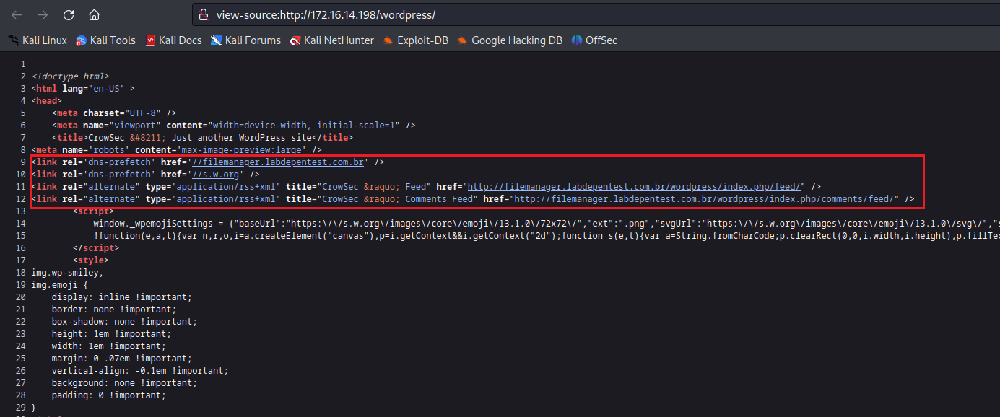 view-source:http://172.16.14.198/wordpress/
Kali Linux Kali Tools Kali Docs Kali Forums Kali NetHunter Exploit-DB Google Hacking DB OffSec
1
2 <!doctype html>
3 <html lang="en-US" >
4 <head>
5 <meta charset="UTF-8" />
6 <meta name="viewport" content="width=device-width, initial-scale=1" />
7 <title>CrowSec &#8211; Just another WordPress site</title>
8 <meta name='robots' content='max-image-preview:large' />
9 <link rel='dns-prefetch' href='//filemanager.labdepentest.com.br' />
10 <link rel='dns-prefetch' href='//s.w.org' />
11 <link rel="alternate" type="application/rss+xml" title="CrowSec &raquo; Feed" href="http://filemanager.labdepentest.com.br/wordpress/index.php/feed/" />
12 <link rel="alternate" type="application/rss+xml" title="CrowSec &raquo; Comments Feed" href="http://filemanager.labdepentest.com.br/wordpress/index.php/comments/feed/" />
13 <script>
14 window._wpemojiSettings = {"baseUrl":"https:\/\/s.w.org\/images\/core\/emoji\/13.1.0\/72x72\/","ext":".png","svgUrl":"https:\/\/s.w.org\/images\/core\/emoji\/13.1.0\/svg\/","
15 !function(e,a,t){var n,r,o,i=a.createElement("canvas"),p=i.getContext&&i.getContext("2d");function s(e,t){var a=String.fromCharCode;p.clearRect(0,0,i.width,i.height),p.fillTe
16 </script>
17 <style>
18 img.wp-smiley,
19 img.emoji {
20 display: inline !important;
21 border: none !important;
22 box-shadow: none !important;
23 height: 1em !important;
24 width: 1em !important;
25 margin: 0 .07em !important;
26 vertical-align: -0.1em !important;
27 background: none !important;
28 padding: 0 !important;
29 }